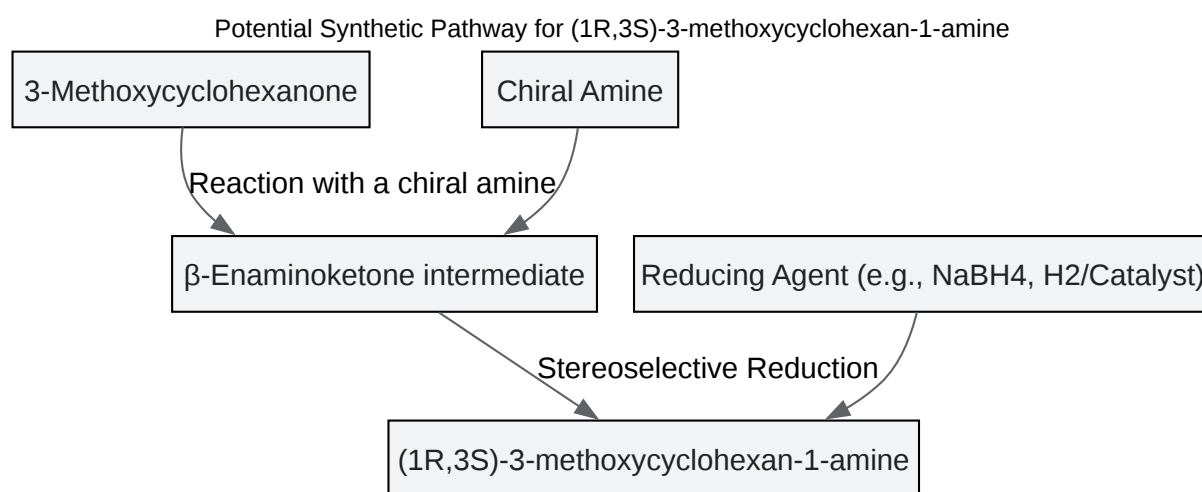 Potential Synthetic Pathway for (1R,3S)-3-methoxycyclohexan-1-amine
3-Methoxycyclohexanone
Chiral Amine
Reaction with a chiral amine
β-Enaminoketone intermediate
Reducing Agent (e.g., NaBH4, H2/Catalyst)
Stereoselective Reduction
(1R,3S)-3-methoxycyclohexan-1-amine